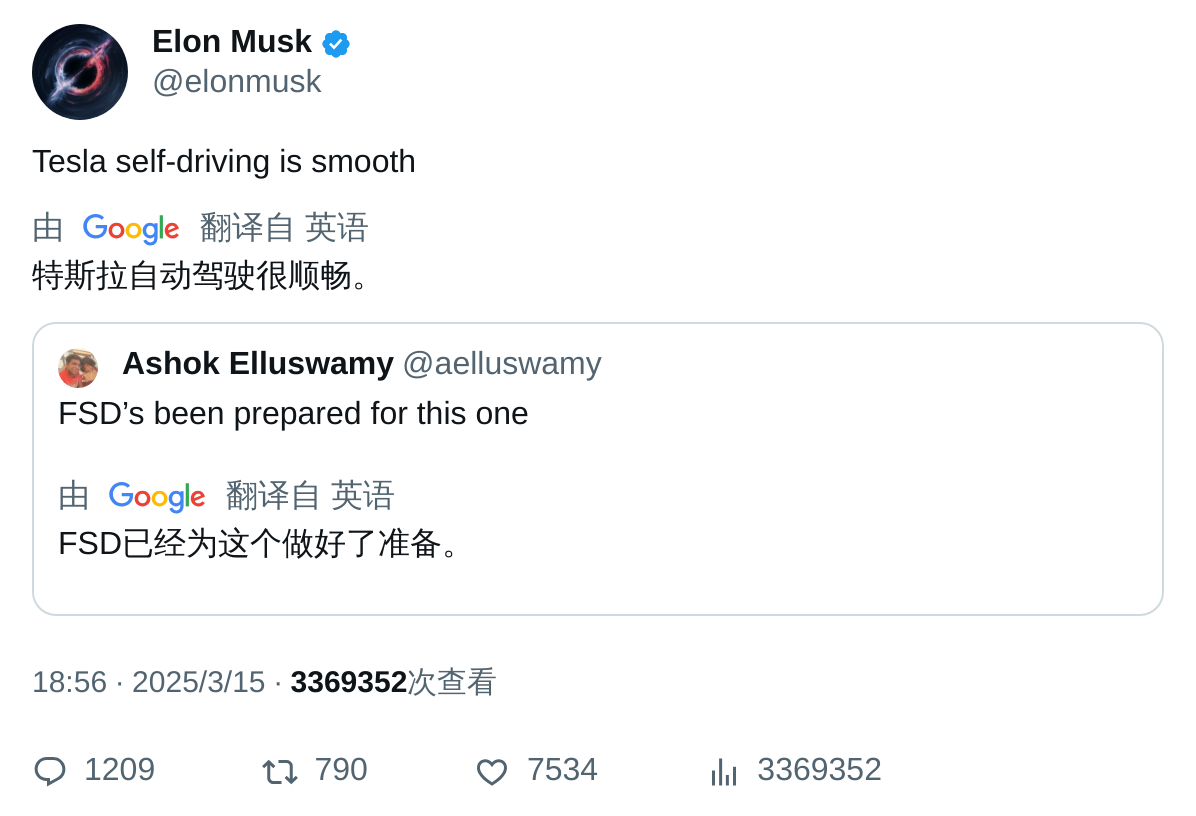 Elon Musk
@elonmusk
Tesla self-driving is smooth
由 Google 翻译自 英语
特斯拉自动驾驶很顺畅。
Ashok Elluswamy @aelluswamy
FSD’s been prepared for this one
由 Google 翻译自 英语
FSD已经为这个做好了准备。
18:56 · 2025/3/15 · 3369352次查看
1209 790 7534 3369352